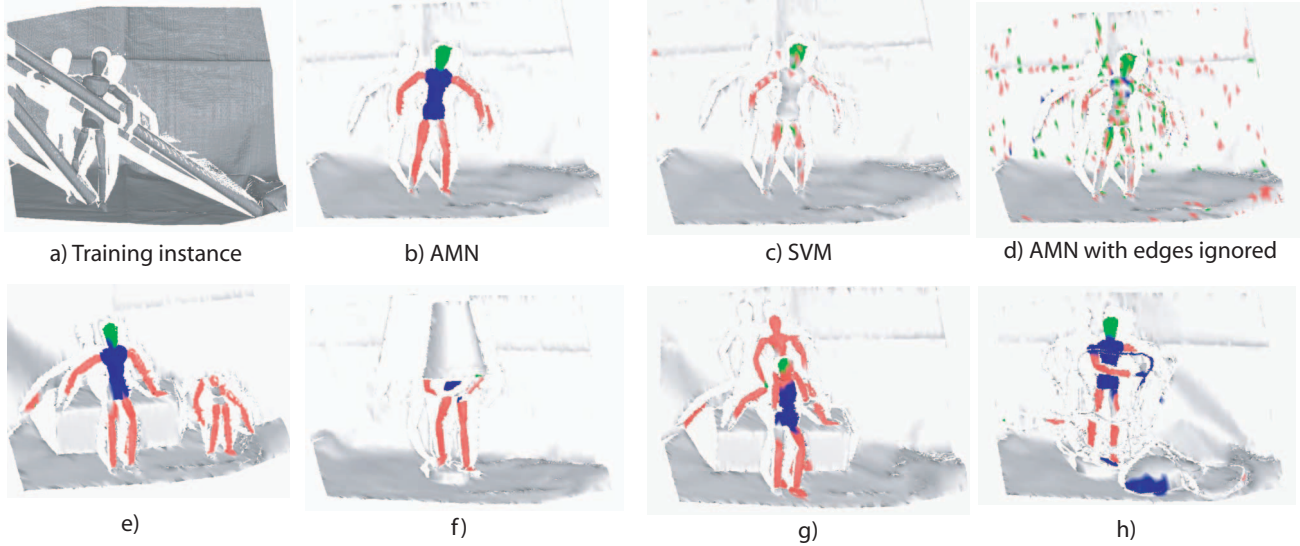 a) Training instance
b) AMN
c) SVM
d) AMN with edges ignored
e)
f)
g)
h)